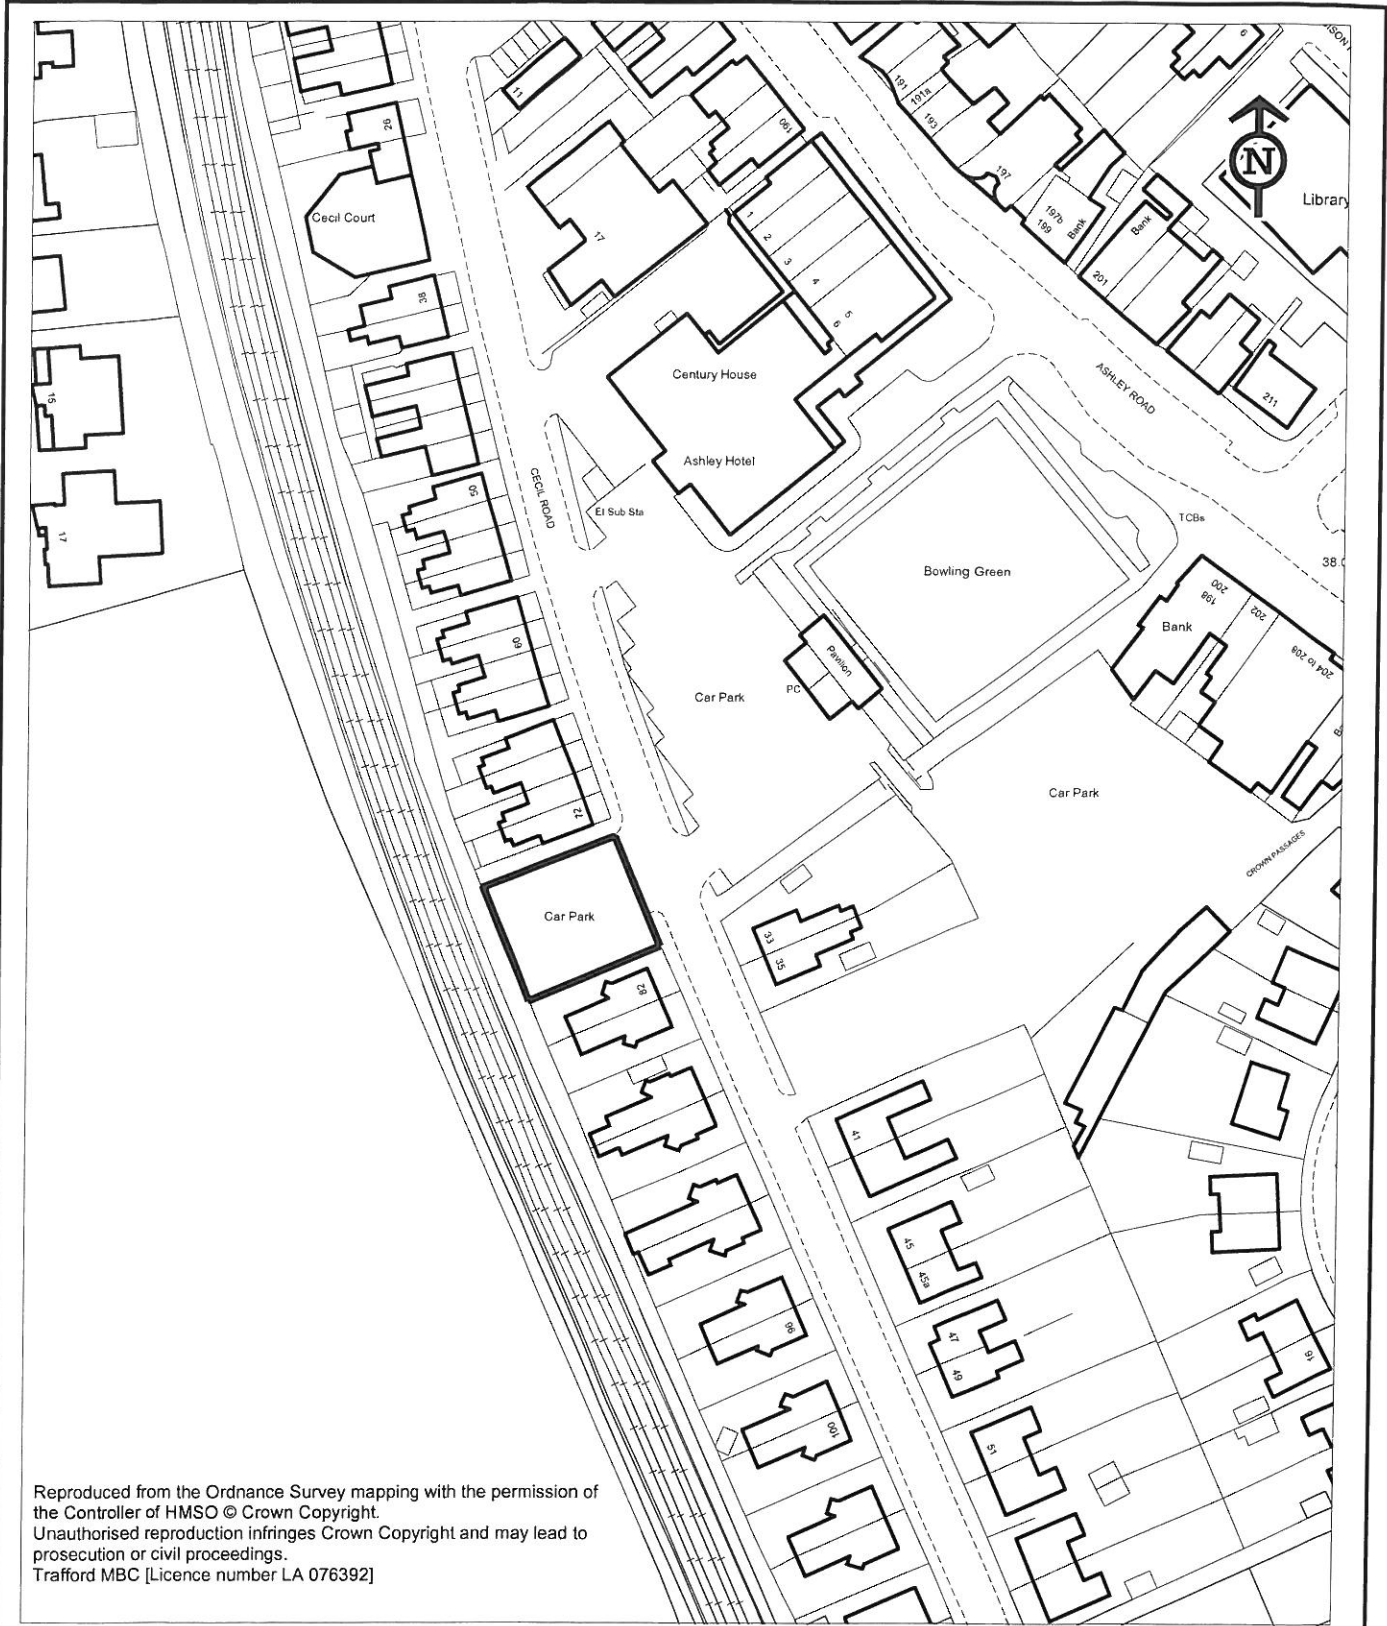 11
26
Cecil Court
38
50
60
72
15
17
17
190
1
2
3
4
5
6
191
191a
193
197
197b
199
Bank
Bank
201
211
6
N
Library
Century House
Ashley Hotel
ASHLEY ROAD
CECIL ROAD
El Sub Sta
TCBs
Bowling Green
Pavilion
PC
Car Park
Bank
198
200
202
204 to 208
Car Park
CROWN PASSAGES
Car Park
33
35
82
41
45
45a
96
47
49
100
51
16
Reproduced from the Ordnance Survey mapping with the permission of
the Controller of HMSO © Crown Copyright.
Unauthorised reproduction infringes Crown Copyright and may lead to
prosecution or civil proceedings.
Trafford MBC [Licence number LA 076392]